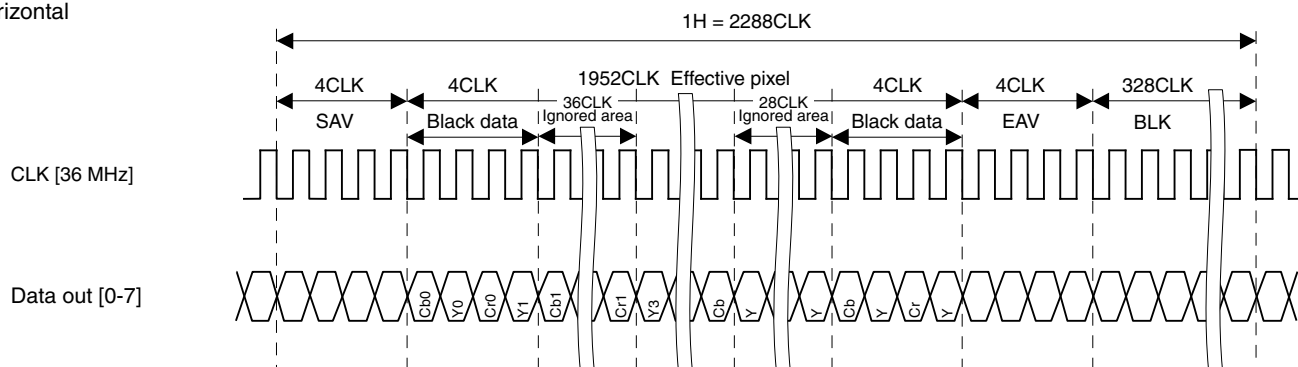 rizontal
1H = 2288CLK
4CLK 4CLK 1952CLK Effective pixel 4CLK 4CLK 328CLK
36CLK 28CLK
SAV Black data Ignored area Ignored area Black data EAV BLK
CLK [36 MHz]
Data out [0-7]
Cb0 Y0 Cr0 Y1 Cb1 Cr1 Y3 Cb Y Y Cb Y Cr Y